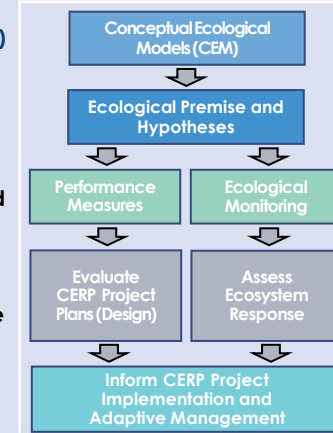 )
Conceptual Ecological
Models (CEM)
Ecological Premise and
Hypotheses
Performance
Measures
Ecological
Monitoring
d
Evaluate
CERP Project
Plans (Design)
Assess
Ecosystem
Response
e
Inform CERP Project
Implementation and
Adaptive Management